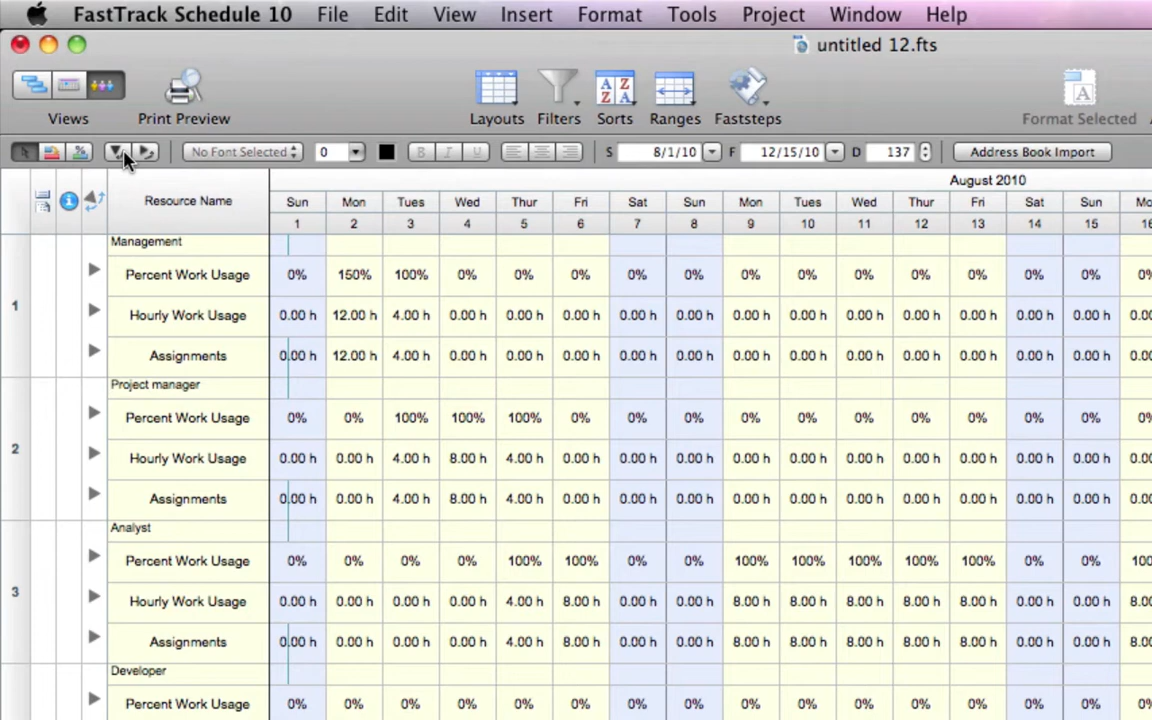 FastTrack Schedule 10 File Edit View Insert Format Tools Project Window Help
untitled 12.fts
Views Print Preview Layouts Filters Sorts Ranges Faststeps Format Selected
No Font Selected 0 B I U S 8/1/10 F 12/15/10 D 137 Address Book Import
August 2010
Resource Name Sun Mon Tues Wed Thur Fri Sat Sun Mon Tues Wed Thur Fri Sat Sun
1 2 3 4 5 6 7 8 9 10 11 12 13 14 15 16
Management
Percent Work Usage 0% 150% 100% 0% 0% 0% 0% 0% 0% 0% 0% 0% 0% 0% 0% 0%
1 Hourly Work Usage 0.00 h 12.00 h 4.00 h 0.00 h 0.00 h 0.00 h 0.00 h 0.00 h 0.00 h 0.00 h 0.00 h 0.00 h 0.00 h 0.00 h 0.00 h
Assignments 0.00 h 12.00 h 4.00 h 0.00 h 0.00 h 0.00 h 0.00 h 0.00 h 0.00 h 0.00 h 0.00 h 0.00 h 0.00 h 0.00 h 0.00 h
Project manager
Percent Work Usage 0% 0% 100% 100% 100% 0% 0% 0% 0% 0% 0% 0% 0% 0% 0% 0%
2 Hourly Work Usage 0.00 h 0.00 h 4.00 h 8.00 h 4.00 h 0.00 h 0.00 h 0.00 h 0.00 h 0.00 h 0.00 h 0.00 h 0.00 h 0.00 h 0.00 h
Assignments 0.00 h 0.00 h 4.00 h 8.00 h 4.00 h 0.00 h 0.00 h 0.00 h 0.00 h 0.00 h 0.00 h 0.00 h 0.00 h 0.00 h 0.00 h
Analyst
Percent Work Usage 0% 0% 0% 0% 100% 100% 0% 0% 100% 100% 100% 100% 100% 0% 0%
3 Hourly Work Usage 0.00 h 0.00 h 0.00 h 0.00 h 4.00 h 8.00 h 0.00 h 0.00 h 8.00 h 8.00 h 8.00 h 8.00 h 8.00 h 0.00 h 0.00 h
Assignments 0.00 h 0.00 h 0.00 h 0.00 h 4.00 h 8.00 h 0.00 h 0.00 h 8.00 h 8.00 h 8.00 h 8.00 h 8.00 h 0.00 h 0.00 h
Developer
Percent Work Usage 0% 0% 0% 0% 0% 0% 0% 0% 0% 0% 0% 0% 0% 0% 0% 0%